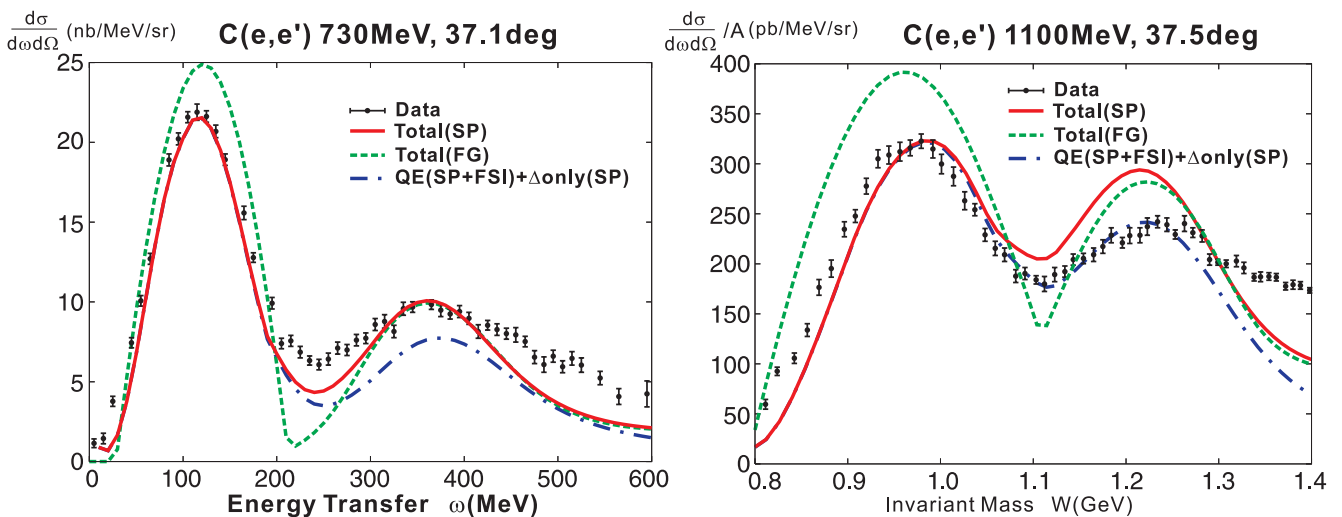 dσ
dωdΩ (nb/MeV/sr)
C(e,e') 730MeV, 37.1deg
25
20
15
10
5
0
Data
Total(SP)
Total(FG)
QE(SP+FSI)+Δonly(SP)
0 100 200 300 400 500 600
Energy Transfer ω(MeV)
dσ
dωdΩ /A (pb/MeV/sr)
C(e,e') 1100MeV, 37.5deg
400
350
300
250
200
150
100
50
0
Data
Total(SP)
Total(FG)
QE(SP+FSI)+Δonly(SP)
0.8 0.9 1.0 1.1 1.2 1.3 1.4
Invariant Mass W(GeV)